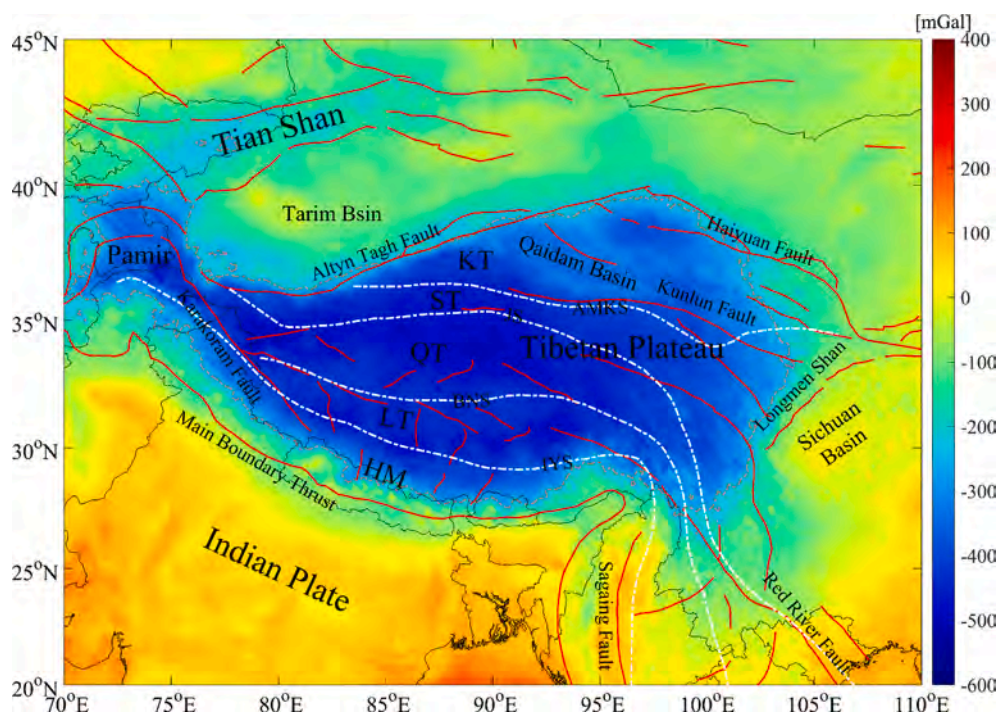 [mGal]
45°N
400
Tian Shan
300
40°N
Tarim Bsin
200
Altyn Tagh Fault
Haiyuan Fault
Pamir
KT
Qaidam Basin
100
ST
Kunlun Fault
AMKS
0
35°N
JS
Karakoram Fault
QT
Tibetan Plateau
-100
Longmen Shan
BNS
LT
Sichuan
Basin
-200
30°N
Main Boundary Thrust
HM
IYS
-300
Indian Plate
-400
25°N
Sagaing Fault
Red River Fault
-500
20°N
-600
70°E
75°E
80°E
85°E
90°E
95°E
100°E
105°E
110°E